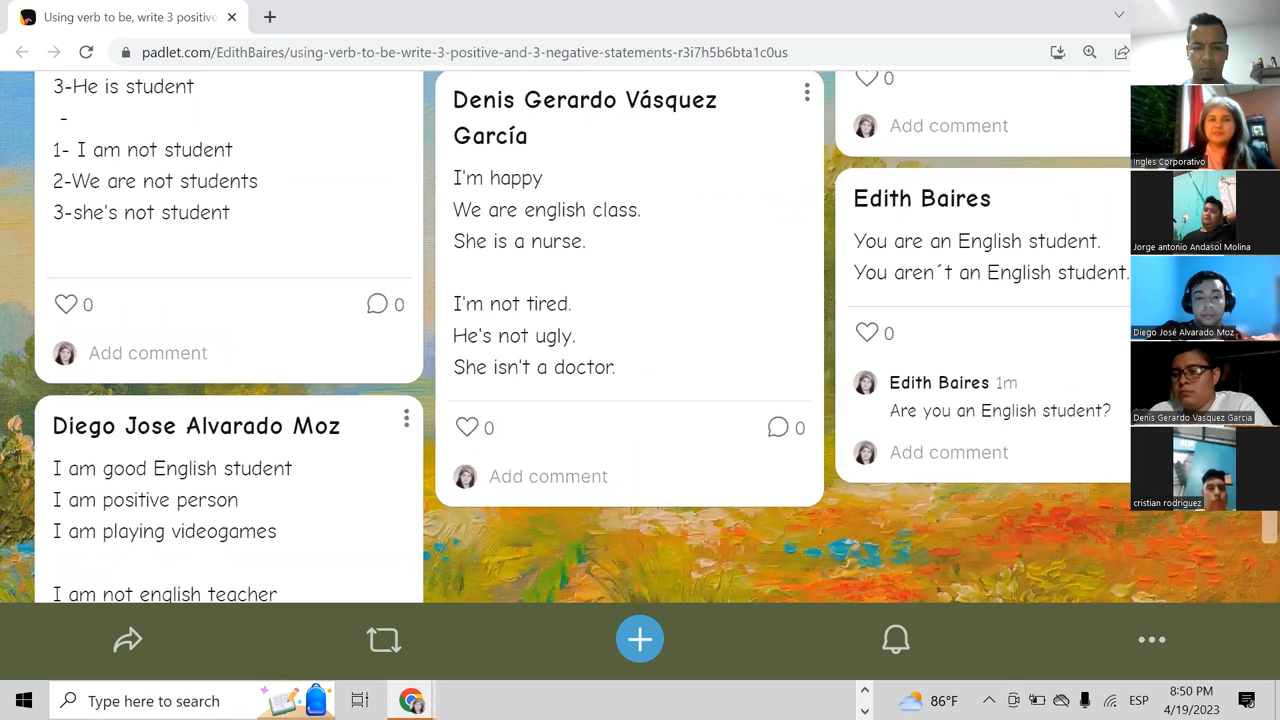 Using verb to be, write 3 positive
padlet.com/EdithBaires/using-verb-to-be-write-3-positive-and-3-negative-statements-r3i7h5b6bta1c0us
3-He is student
-
1- I am not student
2-We are not students
3-she's not student
0
0
Add comment
Diego Jose Alvarado Moz
I am good English student
I am positive person
I am playing videogames
I am not english teacher
Denis Gerardo Vásquez
García
I'm happy
We are english class.
She is a nurse.
I'm not tired.
He's not ugly.
She isn't a doctor.
0
0
Add comment
0
Add comment
Edith Baires
You are an English student.
You aren´t an English student.
0
Edith Baires 1m
Are you an English student?
Add comment
Ingles Corporativo
Jorge antonio Andasol Molina
Diego José Alvarado Moz
Denis Gerardo Vasquez Garcia
cristian rodriguez
Type here to search
86°F
ESP
8:50 PM
4/19/2023